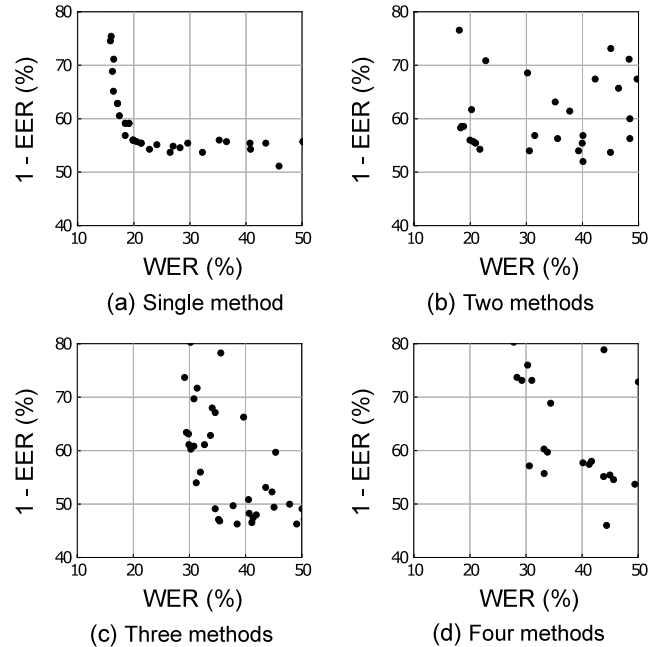 80
70
60
50
40
1 - EER (%)
10 20 30 40 50
WER (%)
(a) Single method
80
70
60
50
40
1 - EER (%)
10 20 30 40 50
WER (%)
(b) Two methods
80
70
60
50
40
1 - EER (%)
10 20 30 40 50
WER (%)
(c) Three methods
80
70
60
50
40
1 - EER (%)
10 20 30 40 50
WER (%)
(d) Four methods